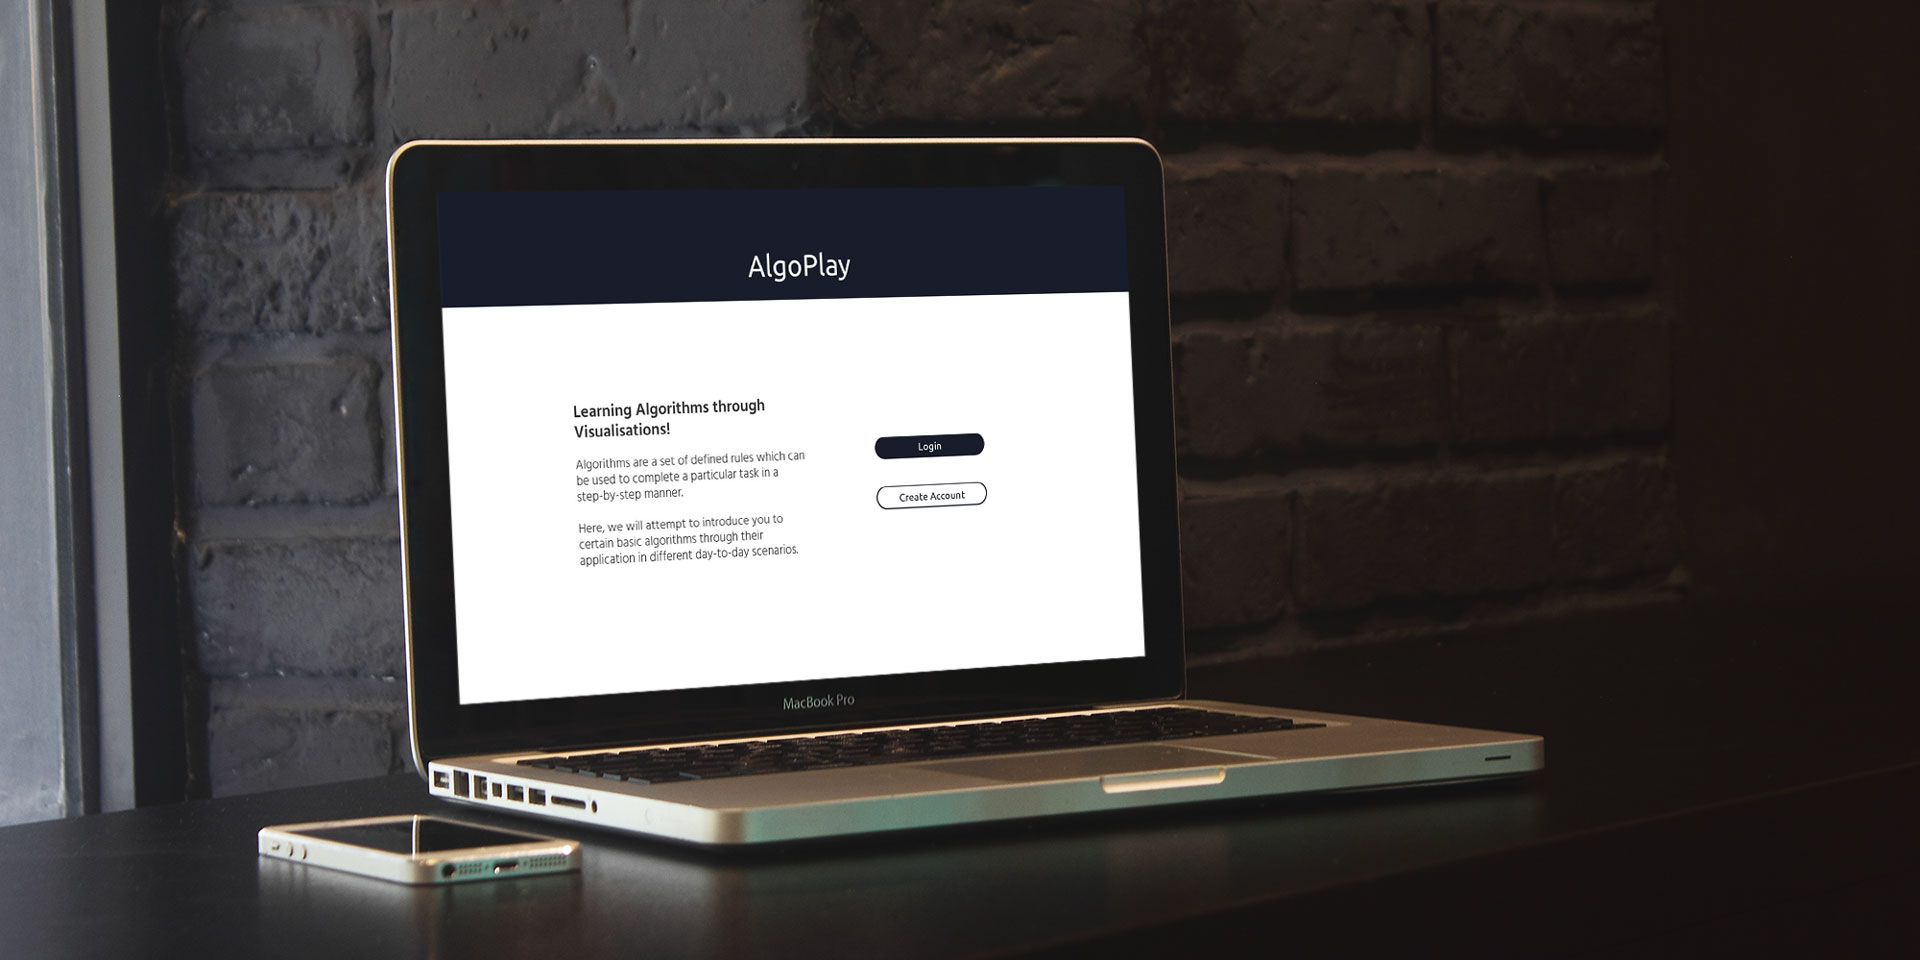 AlgoPlay
Learning Algorithms through
Visualisations!
Algorithms are a set of defined rules which can
be used to complete a particular task in a
step-by-step manner.
Here, we will attempt to introduce you to
certain basic algorithms through their
application in different day-to-day scenarios.
Login
Create Account
MacBook Pro